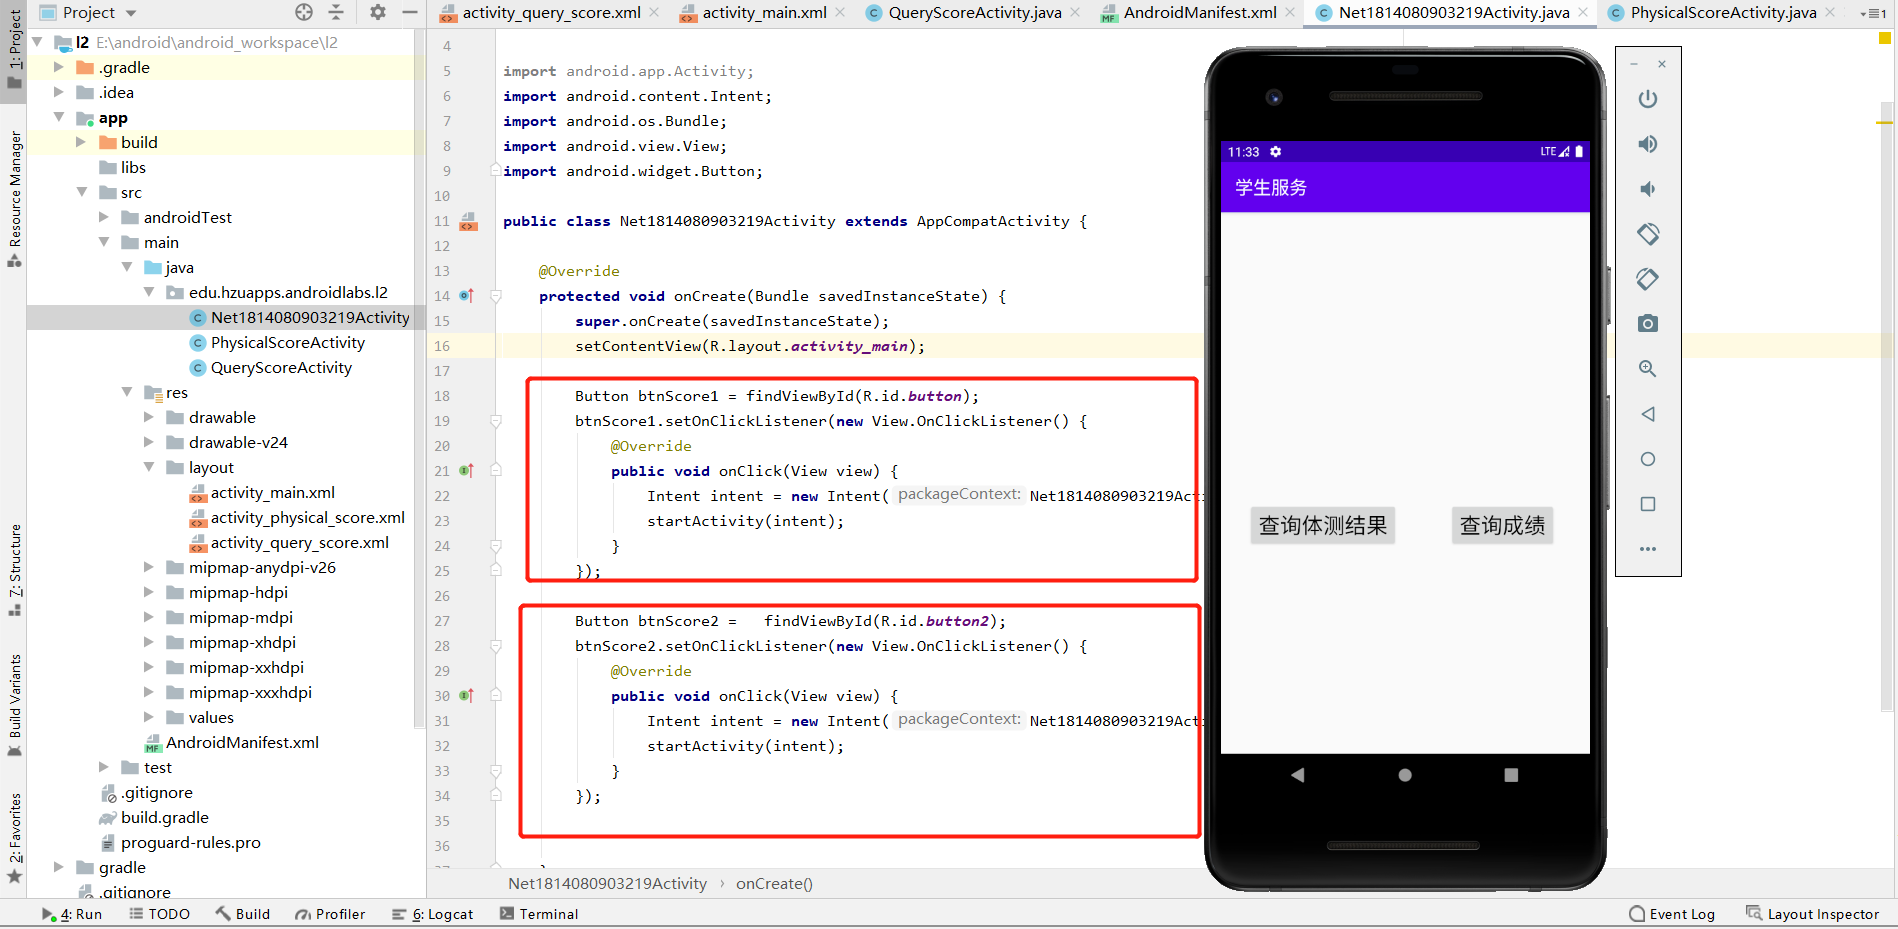 Project
activity_query_score.xml
activity_main.xml
QueryScoreActivity.java
AndroidManifest.xml
Net1814080903219Activity.java
PhysicalScoreActivity.java
1
1: Project
Resource Manager
7: Structure
Build Variants
2: Favorites
l2 E:\android\android_workspace\l2
.gradle
.idea
app
build
libs
src
androidTest
main
java
edu.hzuapps.androidlabs.l2
Net1814080903219Activity
PhysicalScoreActivity
QueryScoreActivity
res
drawable
drawable-v24
layout
activity_main.xml
activity_physical_score.xml
activity_query_score.xml
mipmap-anydpi-v26
mipmap-hdpi
mipmap-mdpi
mipmap-xhdpi
mipmap-xxhdpi
mipmap-xxxhdpi
values
AndroidManifest.xml
test
.gitignore
build.gradle
proguard-rules.pro
gradle
.gitignore
4
5 import android.app.Activity;
6 import android.content.Intent;
7 import android.os.Bundle;
8 import android.view.View;
9 import android.widget.Button;
10
11 public class Net1814080903219Activity extends AppCompatActivity {
12
13 @Override
14 protected void onCreate(Bundle savedInstanceState) {
15 super.onCreate(savedInstanceState);
16 setContentView(R.layout.activity_main);
17
18 Button btnScore1 = findViewById(R.id.button);
19 btnScore1.setOnClickListener(new View.OnClickListener() {
20 @Override
21 public void onClick(View view) {
22 Intent intent = new Intent( packageContext: Net1814080903219Acti
23 startActivity(intent);
24 }
25 });
26
27 Button btnScore2 =   findViewById(R.id.button2);
28 btnScore2.setOnClickListener(new View.OnClickListener() {
29 @Override
30 public void onClick(View view) {
31 Intent intent = new Intent( packageContext: Net1814080903219Acti
32 startActivity(intent);
33 }
34 });
35
36
Net1814080903219Activity › onCreate()
11:33
LTE
学生服务
查询体测结果
查询成绩
4: Run
TODO
Build
Profiler
6: Logcat
Terminal
Event Log
Layout Inspector